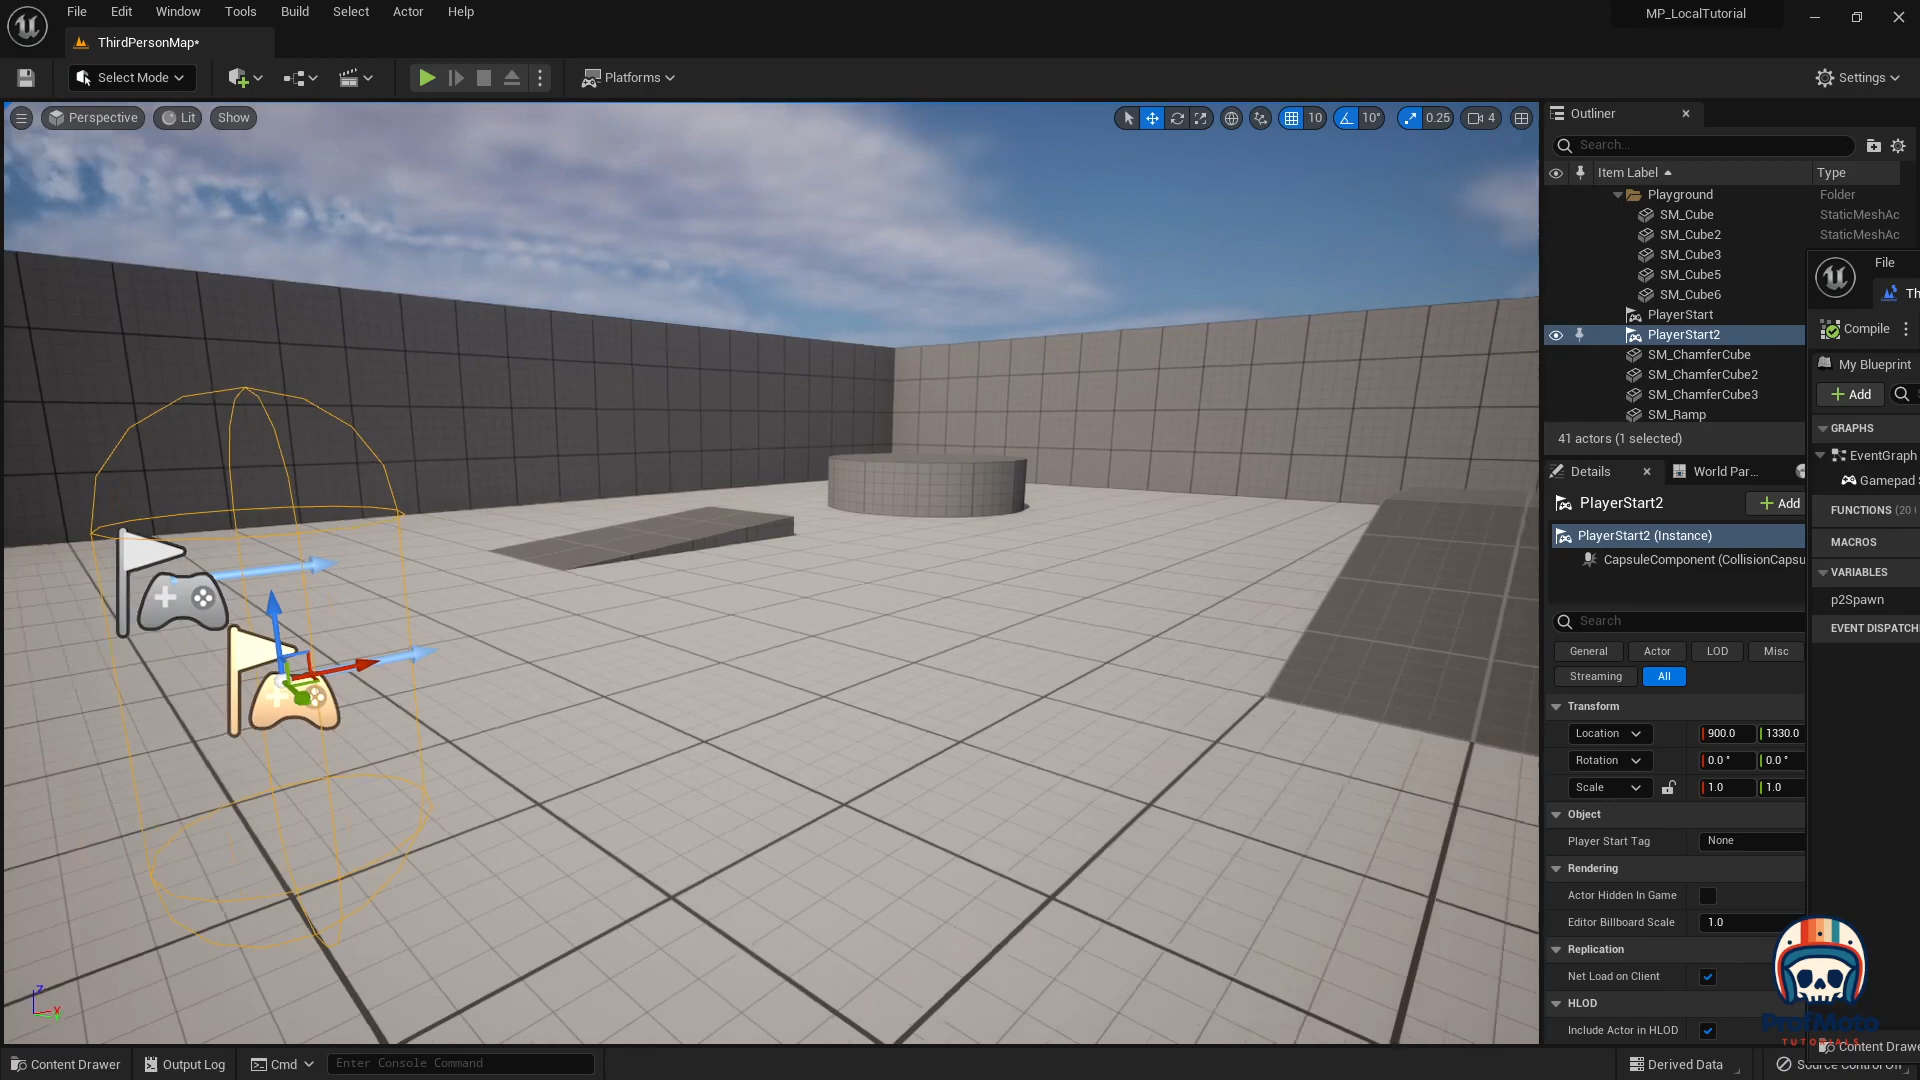 File Edit Window Tools Build Select Actor Help
MP_LocalTutorial
ThirdPersonMap*
Select Mode
Platforms
Settings
Perspective Lit Show
10 10° 0.25 4
Outliner
Search...
Item Label Type
Playground Folder
SM_Cube StaticMeshAc
SM_Cube2 StaticMeshAc
SM_Cube3
SM_Cube5
SM_Cube6
PlayerStart
PlayerStart2
SM_ChamferCube
SM_ChamferCube2
SM_ChamferCube3
SM_Ramp
41 actors (1 selected)
Details World Par...
PlayerStart2 Add
PlayerStart2 (Instance)
CapsuleComponent (CollisionCapsu
Search
General Actor LOD Misc
Streaming All
Transform
Location 900.0 1330.0
Rotation 0.0° 0.0°
Scale 1.0 1.0
Object
Player Start Tag None
Rendering
Actor Hidden In Game
Editor Billboard Scale 1.0
Replication
Net Load on Client
HLOD
Include Actor in HLOD
File
Th
Compile
My Blueprint
Add
GRAPHS
EventGraph
Gamepad
FUNCTIONS (20
MACROS
VARIABLES
p2Spawn
EVENT DISPATCH
ProfMoto
TUTORIALS
Content Drawe
Z
X
Content Drawer Output Log Cmd Enter Console Command
Derived Data Source Control Off